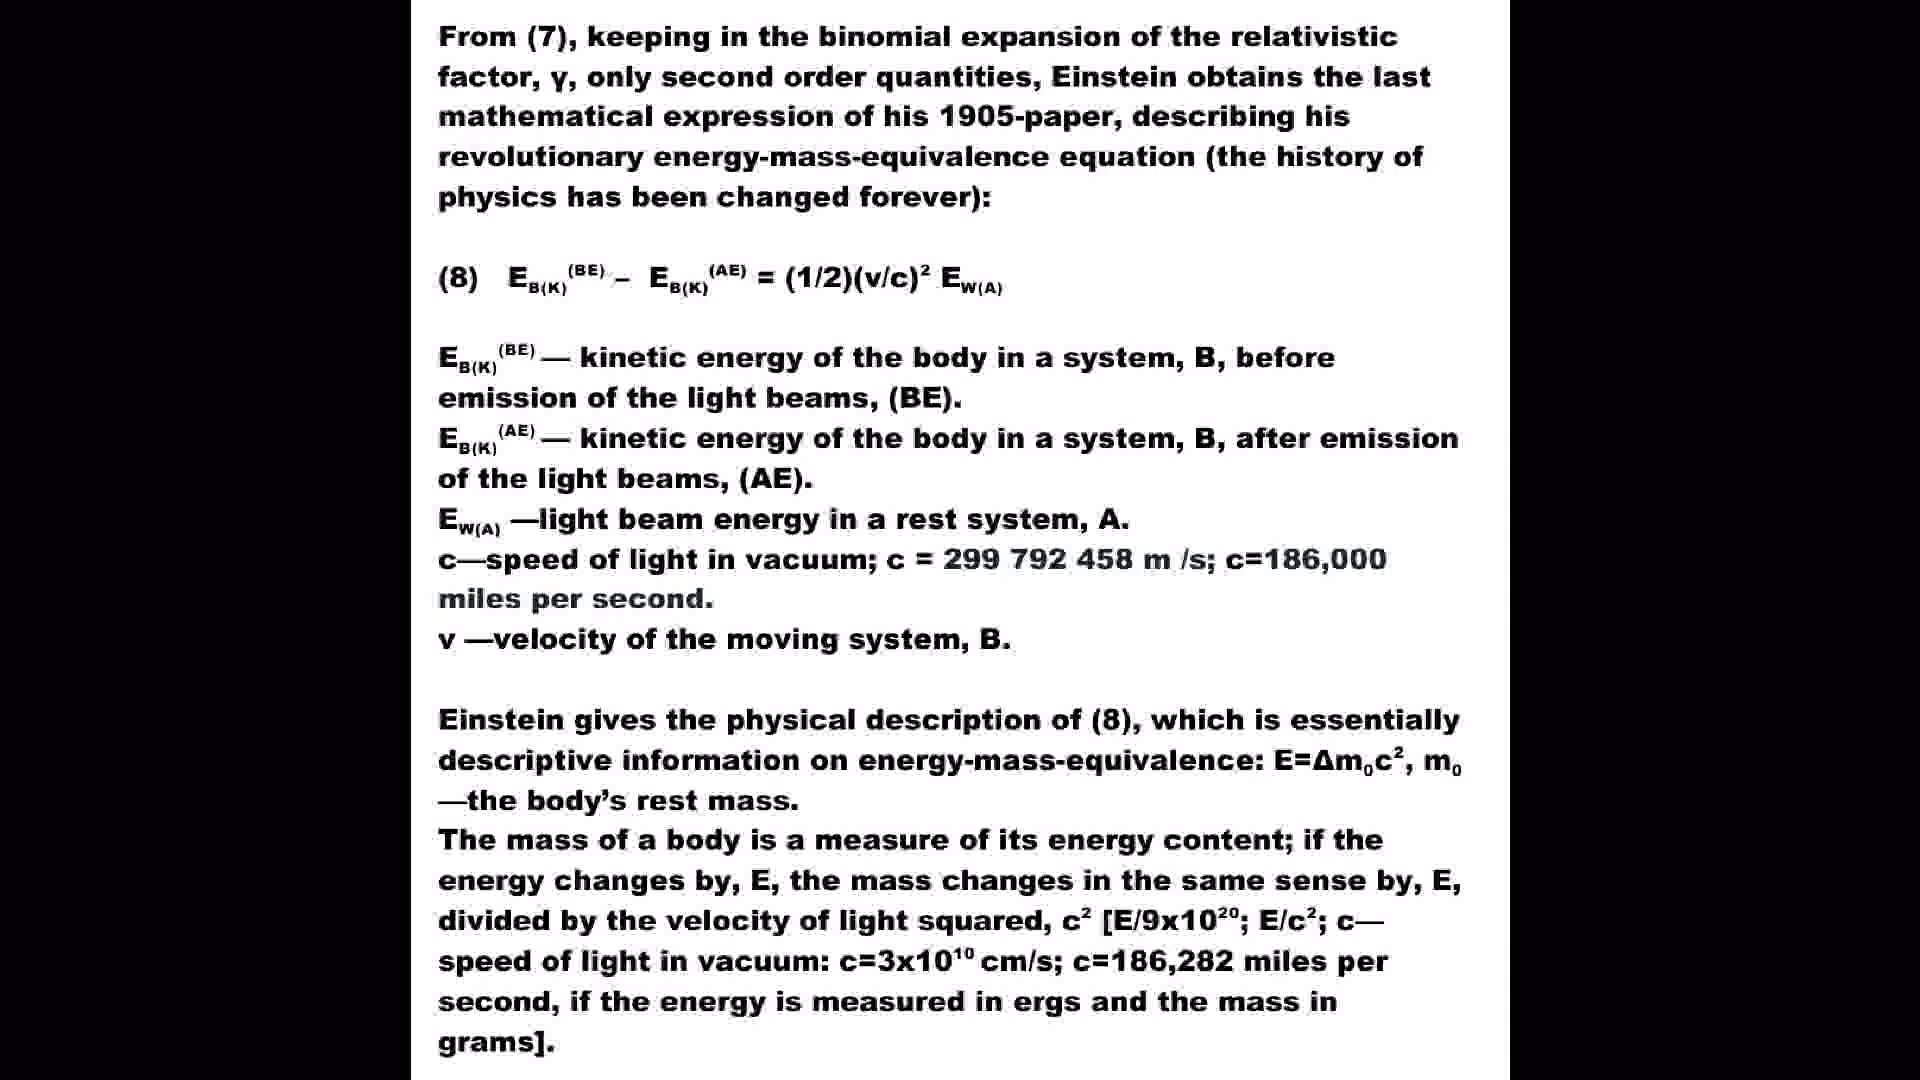 From (7), keeping in the binomial expansion of the relativistic
factor, γ, only second order quantities, Einstein obtains the last
mathematical expression of his 1905-paper, describing his
revolutionary energy-mass-equivalence equation (the history of
physics has been changed forever):
(8) E_B(K)^(BE) – E_B(K)^(AE) = (1/2)(v/c)² E_W(A)
E_B(K)^(BE) — kinetic energy of the body in a system, B, before
emission of the light beams, (BE).
E_B(K)^(AE) — kinetic energy of the body in a system, B, after emission
of the light beams, (AE).
E_W(A) —light beam energy in a rest system, A.
c—speed of light in vacuum; c = 299 792 458 m /s; c=186,000
miles per second.
v —velocity of the moving system, B.
Einstein gives the physical description of (8), which is essentially
descriptive information on energy-mass-equivalence: E=Δm₀c², m₀
—the body’s rest mass.
The mass of a body is a measure of its energy content; if the
energy changes by, E, the mass changes in the same sense by, E,
divided by the velocity of light squared, c² [E/9x10²⁰; E/c²; c—
speed of light in vacuum: c=3x10¹⁰ cm/s; c=186,282 miles per
second, if the energy is measured in ergs and the mass in
grams].